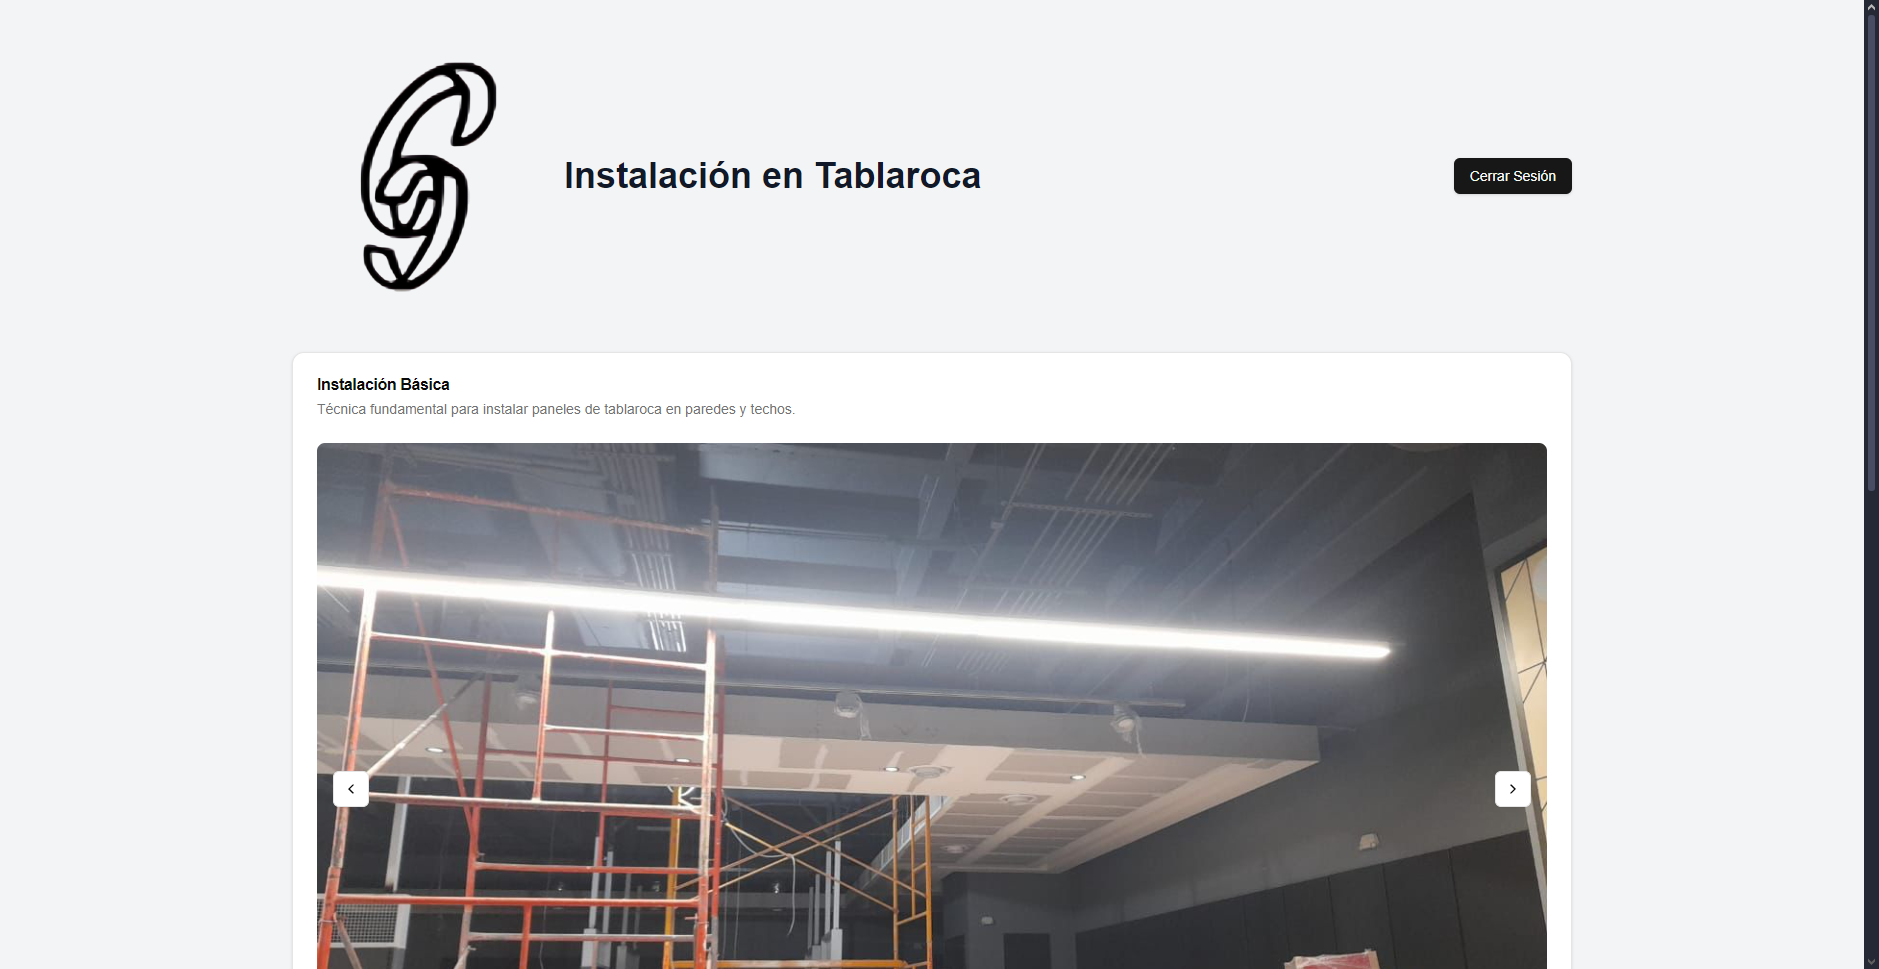 Instalación en Tablaroca
Cerrar Sesión
Instalación Básica
Técnica fundamental para instalar paneles de tablaroca en paredes y techos.